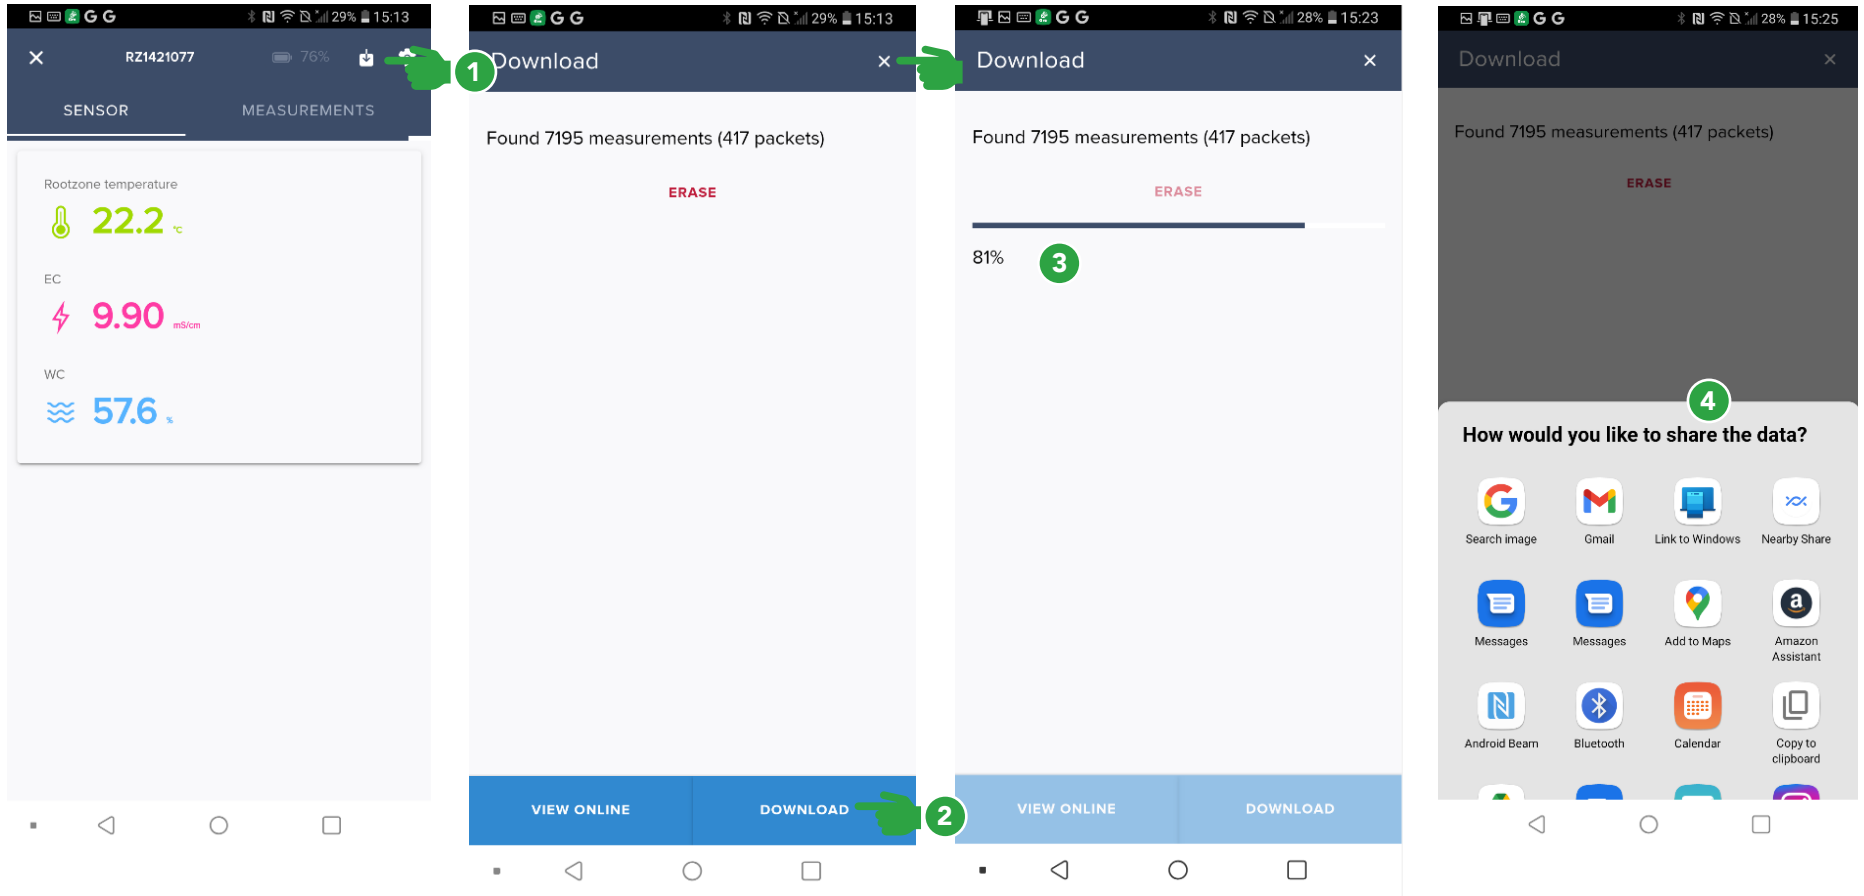 29% 15:13
RZ1421077 76%
SENSOR MEASUREMENTS
Rootzone temperature
22.2 °C
EC
9.90 mS/cm
WC
57.6 %
1
29% 15:13
Download
Found 7195 measurements (417 packets)
ERASE
VIEW ONLINE DOWNLOAD
2
28% 15:23
Download
Found 7195 measurements (417 packets)
ERASE
81%
3
VIEW ONLINE DOWNLOAD
28% 15:25
Download
Found 7195 measurements (417 packets)
ERASE
4
How would you like to share the data?
Search image Gmail Link to Windows Nearby Share
Messages Messages Add to Maps Amazon
Assistant
Android Beam Bluetooth Calendar Copy to
clipboard